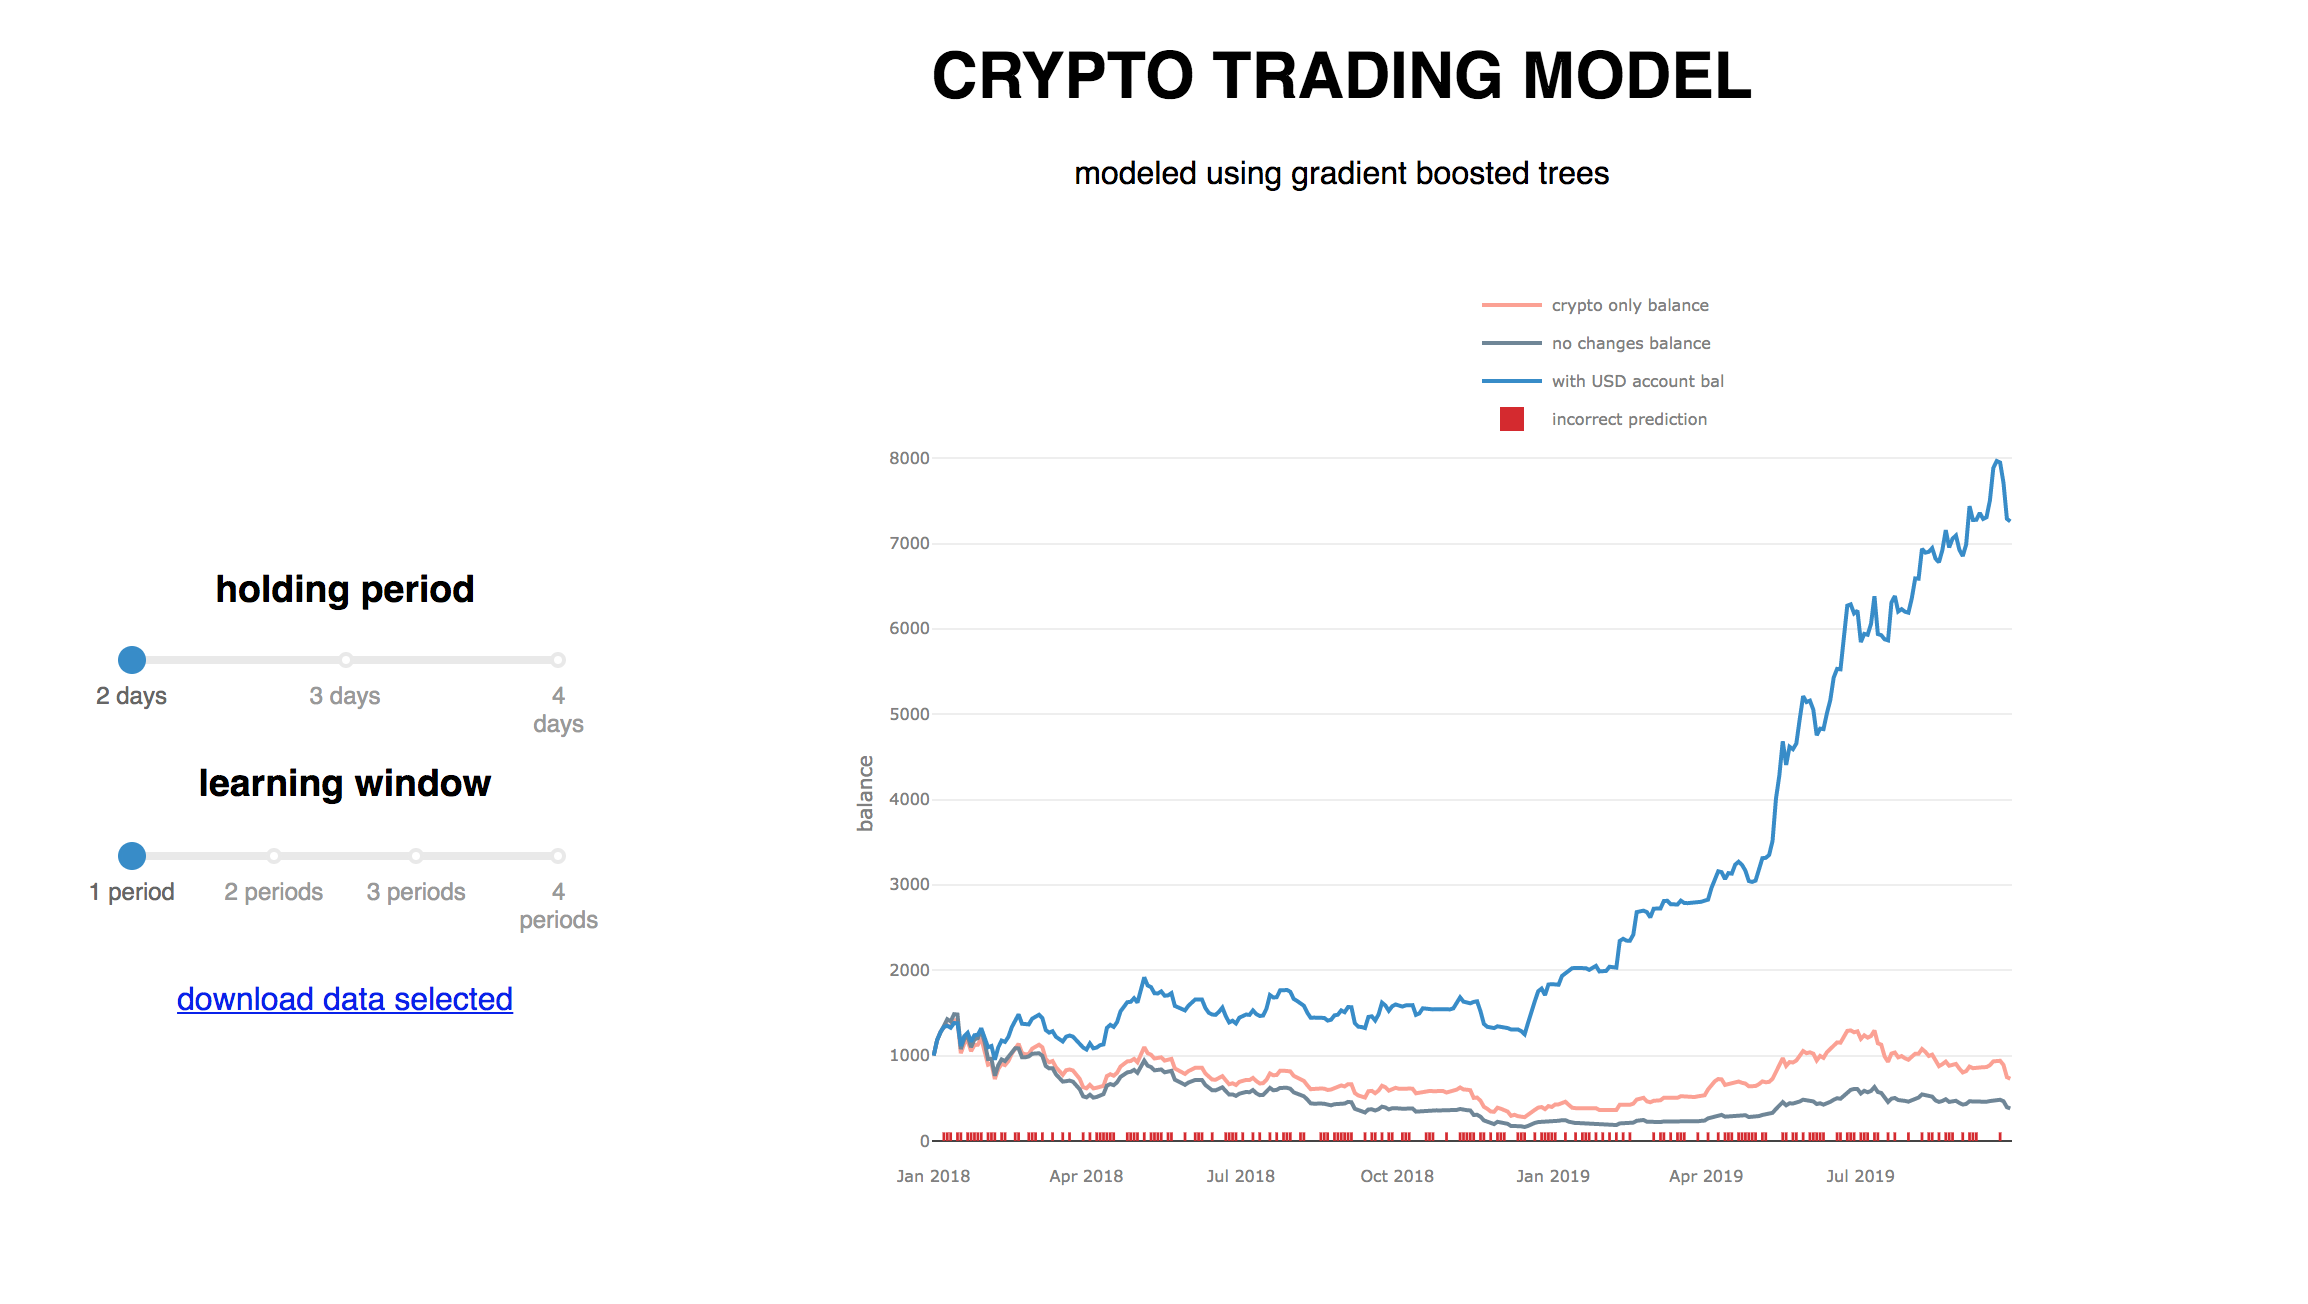 CRYPTO TRADING MODEL
modeled using gradient boosted trees
holding period
2 days
3 days
4
days
learning window
1 period
2 periods
3 periods
4
periods
download data selected
crypto only balance
no changes balance
with USD account bal
incorrect prediction
balance
8000
7000
6000
5000
4000
3000
2000
1000
0
Jan 2018
Apr 2018
Jul 2018
Oct 2018
Jan 2019
Apr 2019
Jul 2019